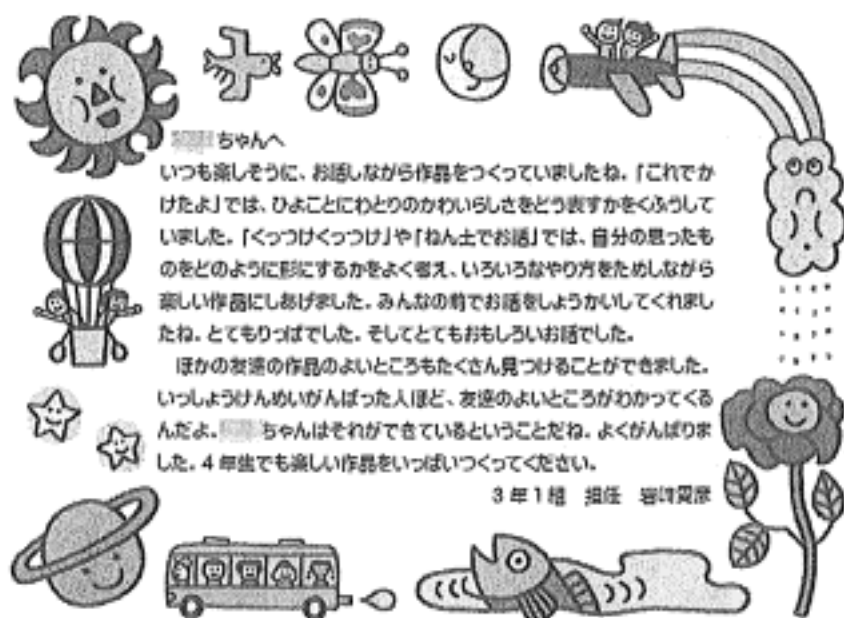 ちゃんへ
いつも楽しそうに、お話しながら作品をつくっていましたね。「これでか
けたよ」では、ひよことにわとりのかわいらしさをどう表すかをくふうして
いました。「くっつけくっつけ」や「ねん土でお話」では、自分の思ったも
のをどのように形にするかをよく考え、いろいろなやり方をためしながら
楽しい作品にしあげました。みんなの前でお話をしょうかいしてくれまし
たね。とてもりっぱでした。そしてとてもおもしろいお話でした。
ほかの友達の作品のよいところもたくさん見つけることができました。
いっしょうけんめいがんばった人ほど、友達のよいところがわかってくる
んだよ。ちゃんはそれができているということだね。よくがんばりま
した。4年生でも楽しい作品をいっぱいつくってください。
3年1組 担任